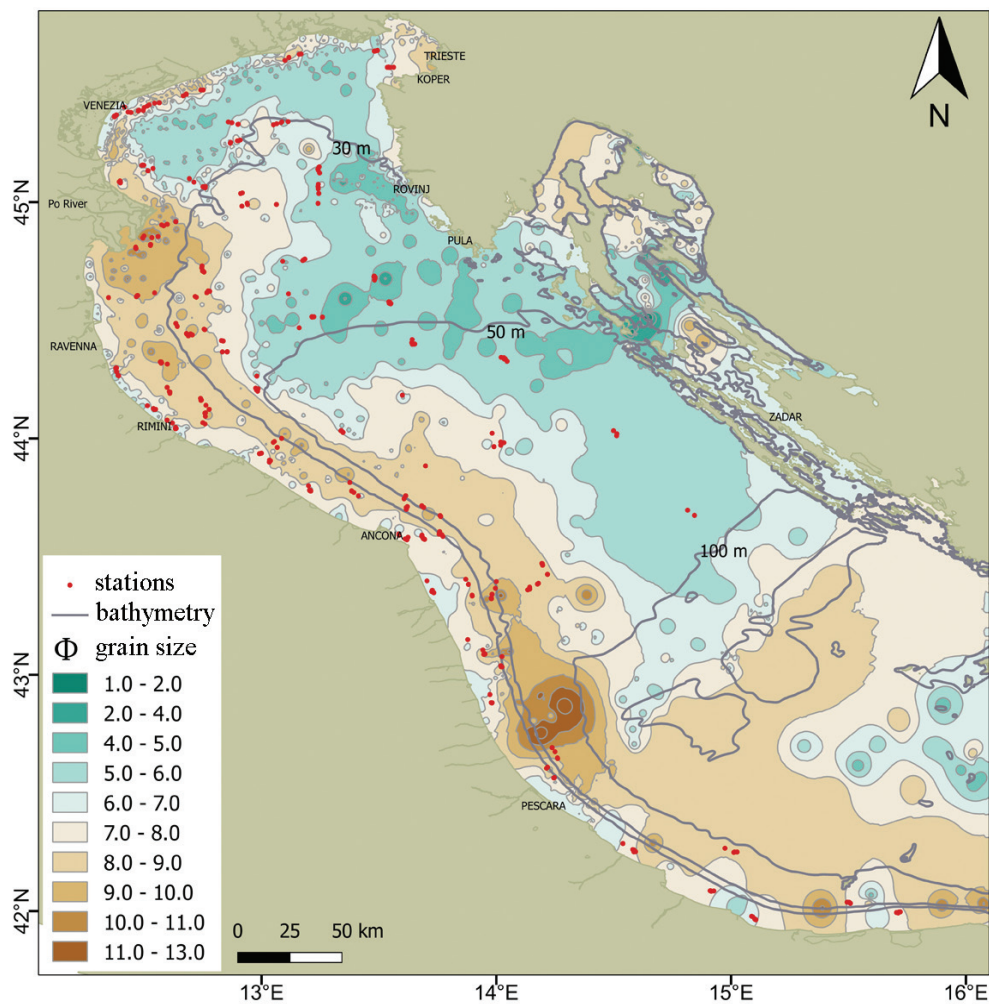 TRIESTE
KOPER
VENEZIA
N
30 m
ROVINJ
45°N
Po River
PULA
50 m
RAVENNA
ZADAR
44°N
RIMINI
ANCONA
100 m
stations
bathymetry
Φ grain size
43°N
1.0 - 2.0
2.0 - 4.0
4.0 - 5.0
5.0 - 6.0
6.0 - 7.0
PESCARA
7.0 - 8.0
8.0 - 9.0
9.0 - 10.0
42°N
10.0 - 11.0
11.0 - 13.0
0 25 50 km
13°E 14°E 15°E 16°E